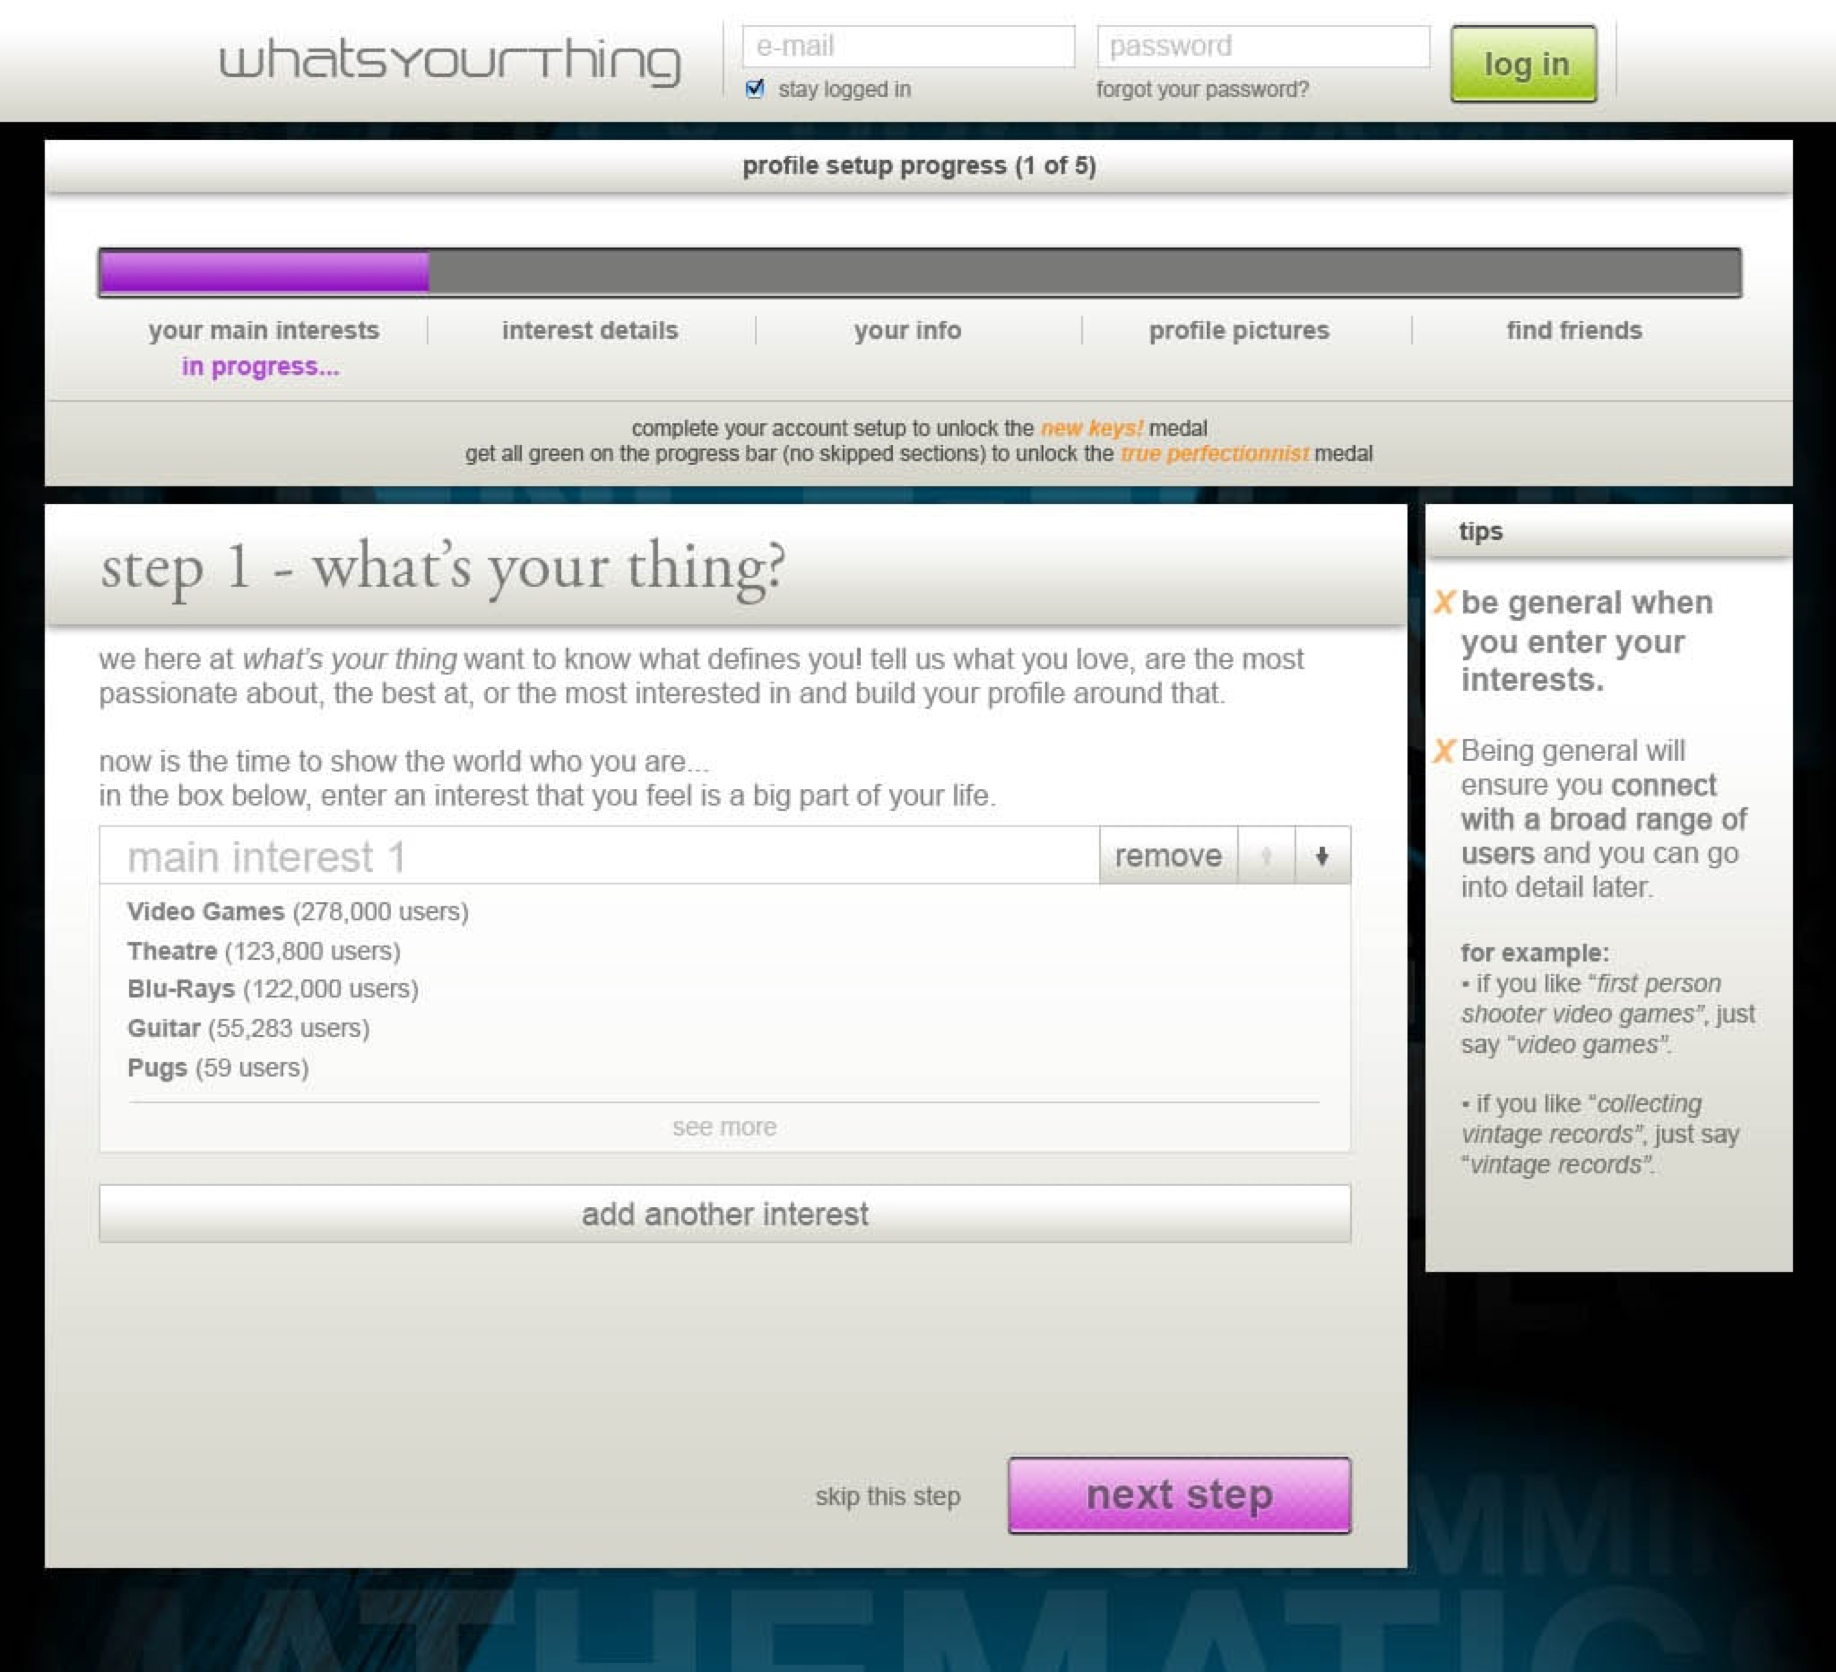 whatsyourthing
e-mail
password
log in
stay logged in
forgot your password?
profile setup progress (1 of 5)
your main interests
interest details
your info
profile pictures
find friends
in progress...
complete your account setup to unlock the new keys! medal
get all green on the progress bar (no skipped sections) to unlock the true perfectionnist medal
step 1 - what's your thing?
we here at what's your thing want to know what defines you! tell us what you love, are the most
passionate about, the best at, or the most interested in and build your profile around that.
now is the time to show the world who you are...
in the box below, enter an interest that you feel is a big part of your life.
main interest 1
remove
Video Games (278,000 users)
Theatre (123,800 users)
Blu-Rays (122,000 users)
Guitar (55,283 users)
Pugs (59 users)
see more
add another interest
skip this step
next step
tips
x be general when
you enter your
interests.
x Being general will
ensure you connect
with a broad range of
users and you can go
into detail later.
for example:
▪ if you like "first person
shooter video games", just
say "video games".
▪ if you like "collecting
vintage records", just say
"vintage records".
MATHEMATICS